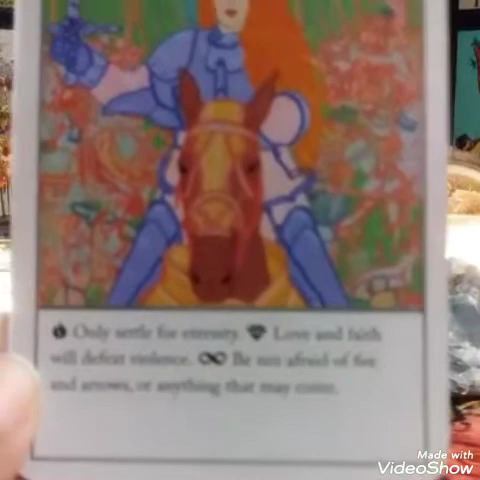 Only settle for eternity. Love and faith
will defeat violence. Be not afraid of fire
and arrows, or anything that may come.
Made with
VideoShow